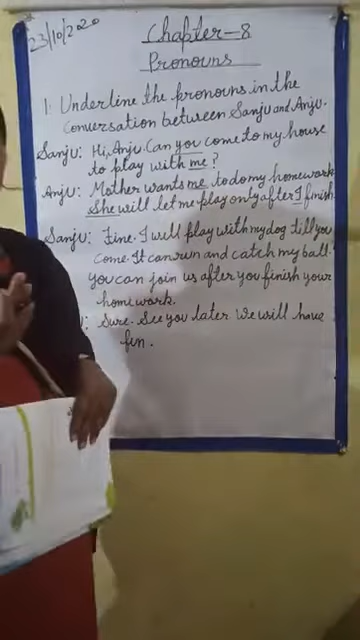 23/10/2020
Chapter-8
Pronouns
1. Underline the pronouns in the
conversation between Sanju and Anju.
Sanju: Hi, Anju. Can you come to my house
to play with me?
Anju: Mother wants me to do my homework
She will let me play only after I finish
Sanju: Fine. I will play with my dog till you
come. It can run and catch my ball.
You can join us after you finish your
homework.
: Sure. See you later We will have
fun.